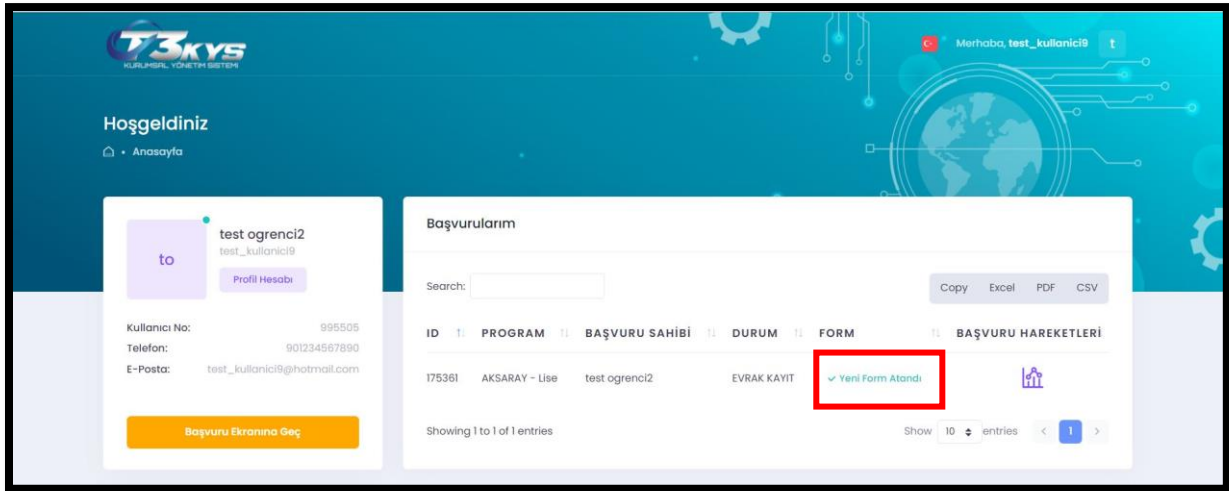 T3KYS
KURUMSAL YÖNETİM SİSTEMİ
Merhaba, test_kullanici9 t
Hoşgeldiniz
Anasayfa
to
test ogrenci2
test_kullanici9
Profil Hesabı
Kullanıcı No: 995505
Telefon: 901234567890
E-Posta: test_kullanici9@hotmail.com
Başvuru Ekranına Geç
Başvurularım
Search:
Copy Excel PDF CSV
ID PROGRAM BAŞVURU SAHİBİ DURUM FORM BAŞVURU HAREKETLERİ
175361 AKSARAY - Lise test ogrenci2 EVRAK KAYIT Yeni Form Atandı
Showing 1 to 1 of 1 entries
Show 10 entries < 1 >